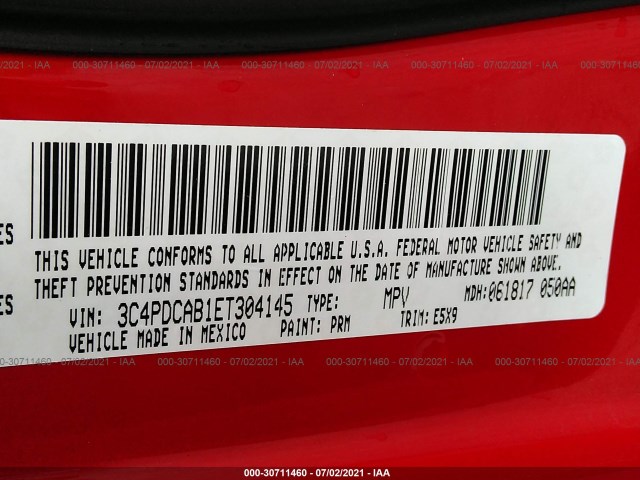 000-30711460 - 07/02/2021 - IAA
ES
THIS VEHICLE CONFORMS TO ALL APPLICABLE U.S.A. FEDERAL MOTOR VEHICLE SAFETY AND
THEFT PREVENTION STANDARDS IN EFFECT ON THE DATE OF MANUFACTURE SHOWN ABOVE.
ES
VIN: 3C4PDCAB1ET304145 TYPE: MPV MDH:061817 050AA
VEHICLE MADE IN MEXICO PAINT: PRM TRIM: E5X9
000-30711460 - 07/02/2021 - IAA
000-30711460 - 07/02/2021 - IAA